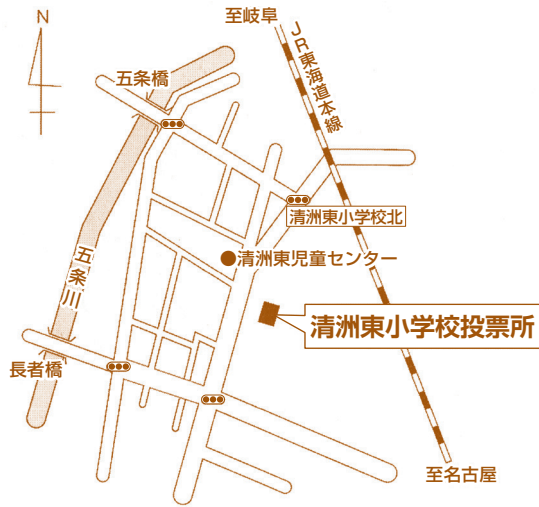 N
至岐阜
JR東海道本線
五条橋
清洲東小学校北
清洲東児童センター
五条川
清洲東小学校投票所
長者橋
至名古屋